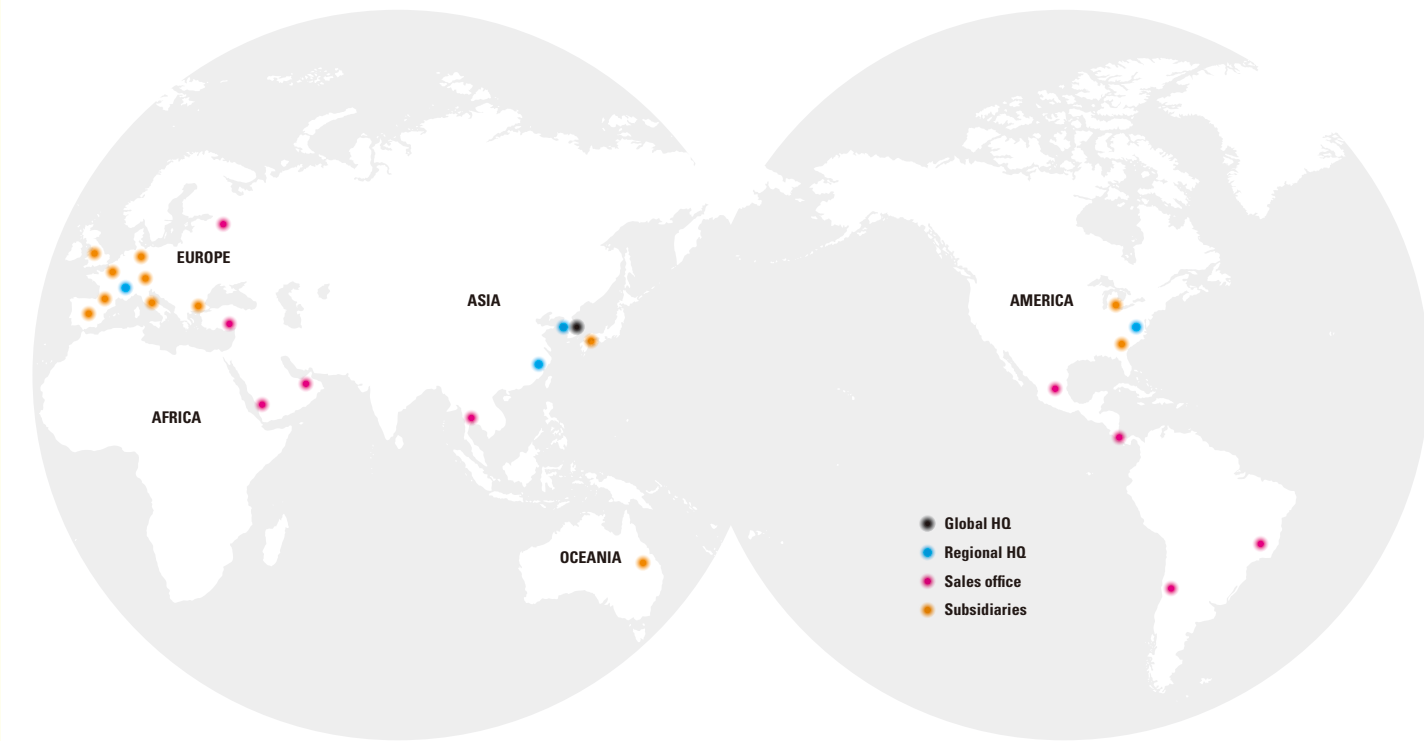 EUROPE
ASIA
AMERICA
AFRICA
OCEANIA
Global HQ
Regional HQ
Sales office
Subsidiaries